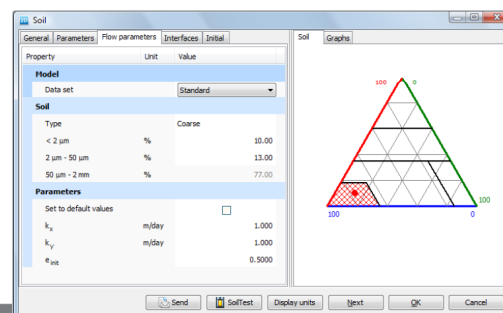 Soil
General Parameters Flow parameters Interfaces Initial
Soil Graphs
Property Unit Value
Model
Data set Standard
Soil
Type Coarse
< 2 μm % 10.00
2 μm - 50 μm % 13.00
50 μm - 2 mm % 77.00
Parameters
Set to default values
kx m/day 1.000
ky m/day 1.000
einit 0.5000
100 0
100
100 0
Send SoilTest Display units Next OK Cancel